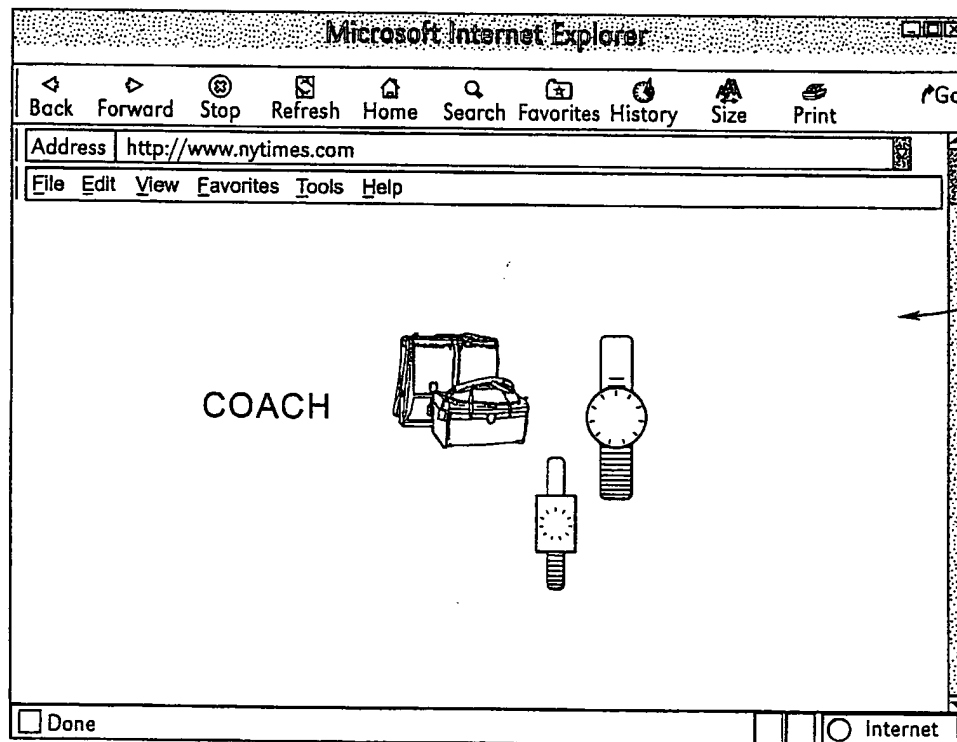 Microsoft Internet Explorer
Back Forward Stop Refresh Home Search Favorites History Size Print Go
Address http://www.nytimes.com
File Edit View Favorites Tools Help
COACH
Done Internet